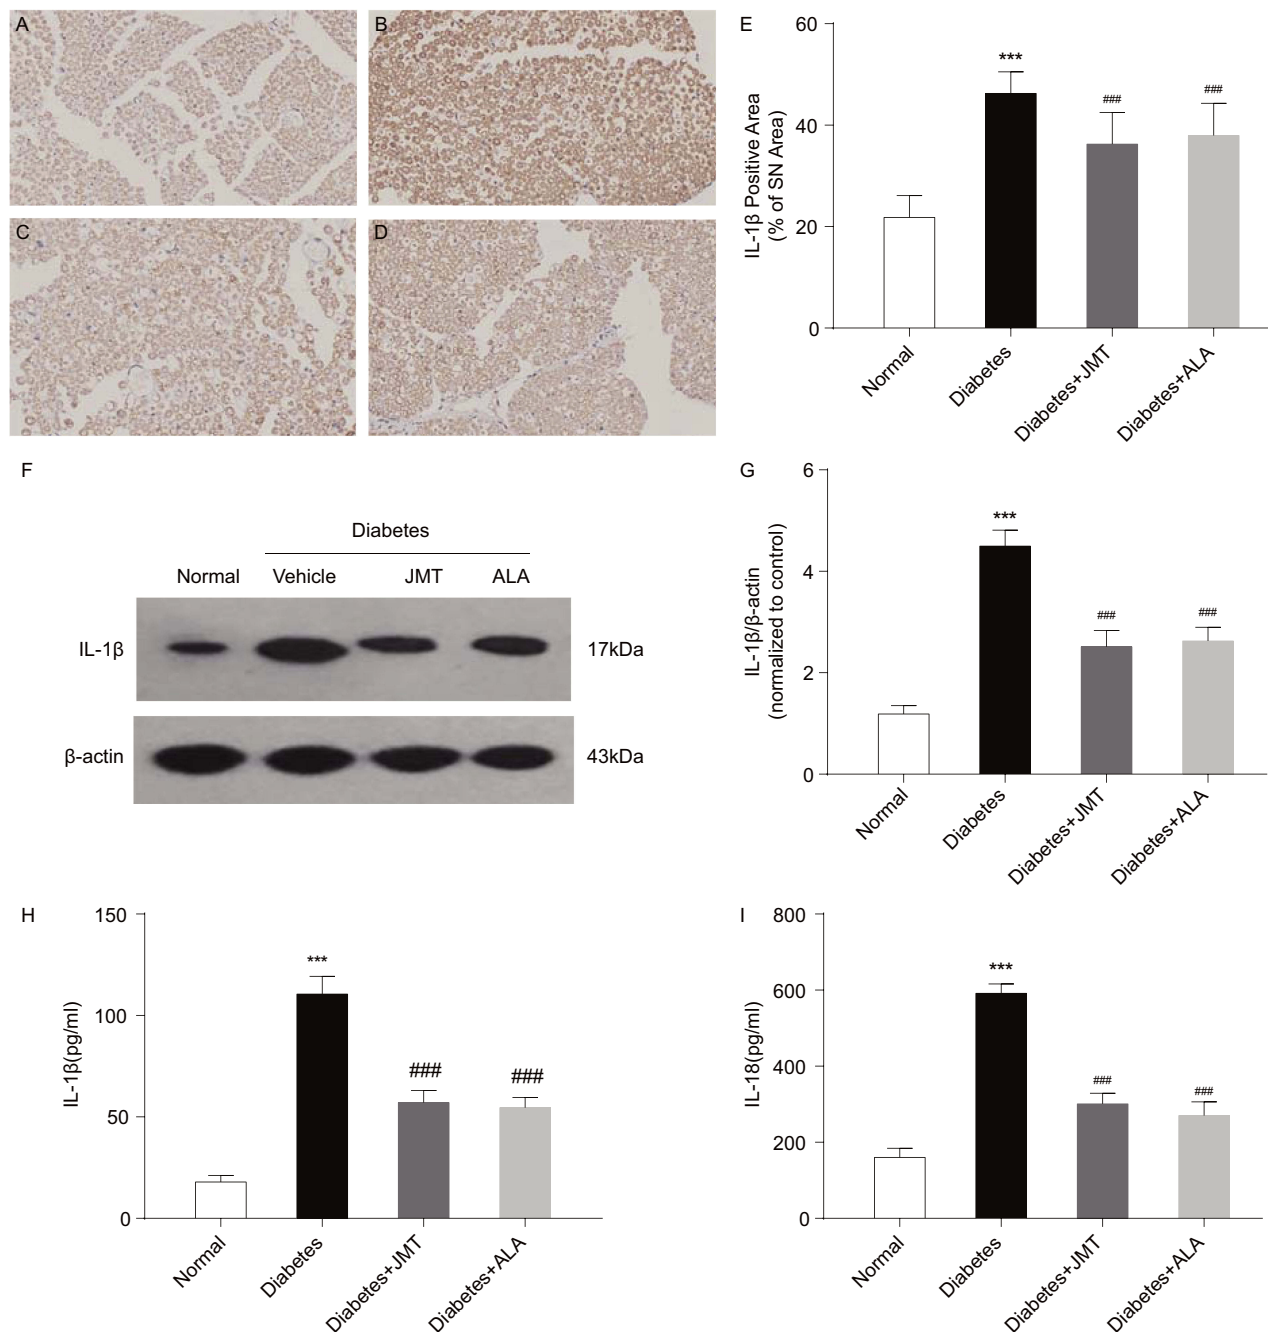 A
B
C
D
E
60
40
20
0
IL-1β Positive Area
(% of SN Area)
***
###
###
Normal
Diabetes
Diabetes+JMT
Diabetes+ALA
F
Diabetes
Normal
Vehicle
JMT
ALA
IL-1β
17kDa
β-actin
43kDa
G
6
4
2
0
IL-1β/β-actin
(normalized to control)
***
###
###
Normal
Diabetes
Diabetes+JMT
Diabetes+ALA
H
150
100
50
0
IL-1β(pg/ml)
***
###
###
Normal
Diabetes
Diabetes+JMT
Diabetes+ALA
I
800
600
400
200
0
IL-18(pg/ml)
***
###
###
Normal
Diabetes
Diabetes+JMT
Diabetes+ALA